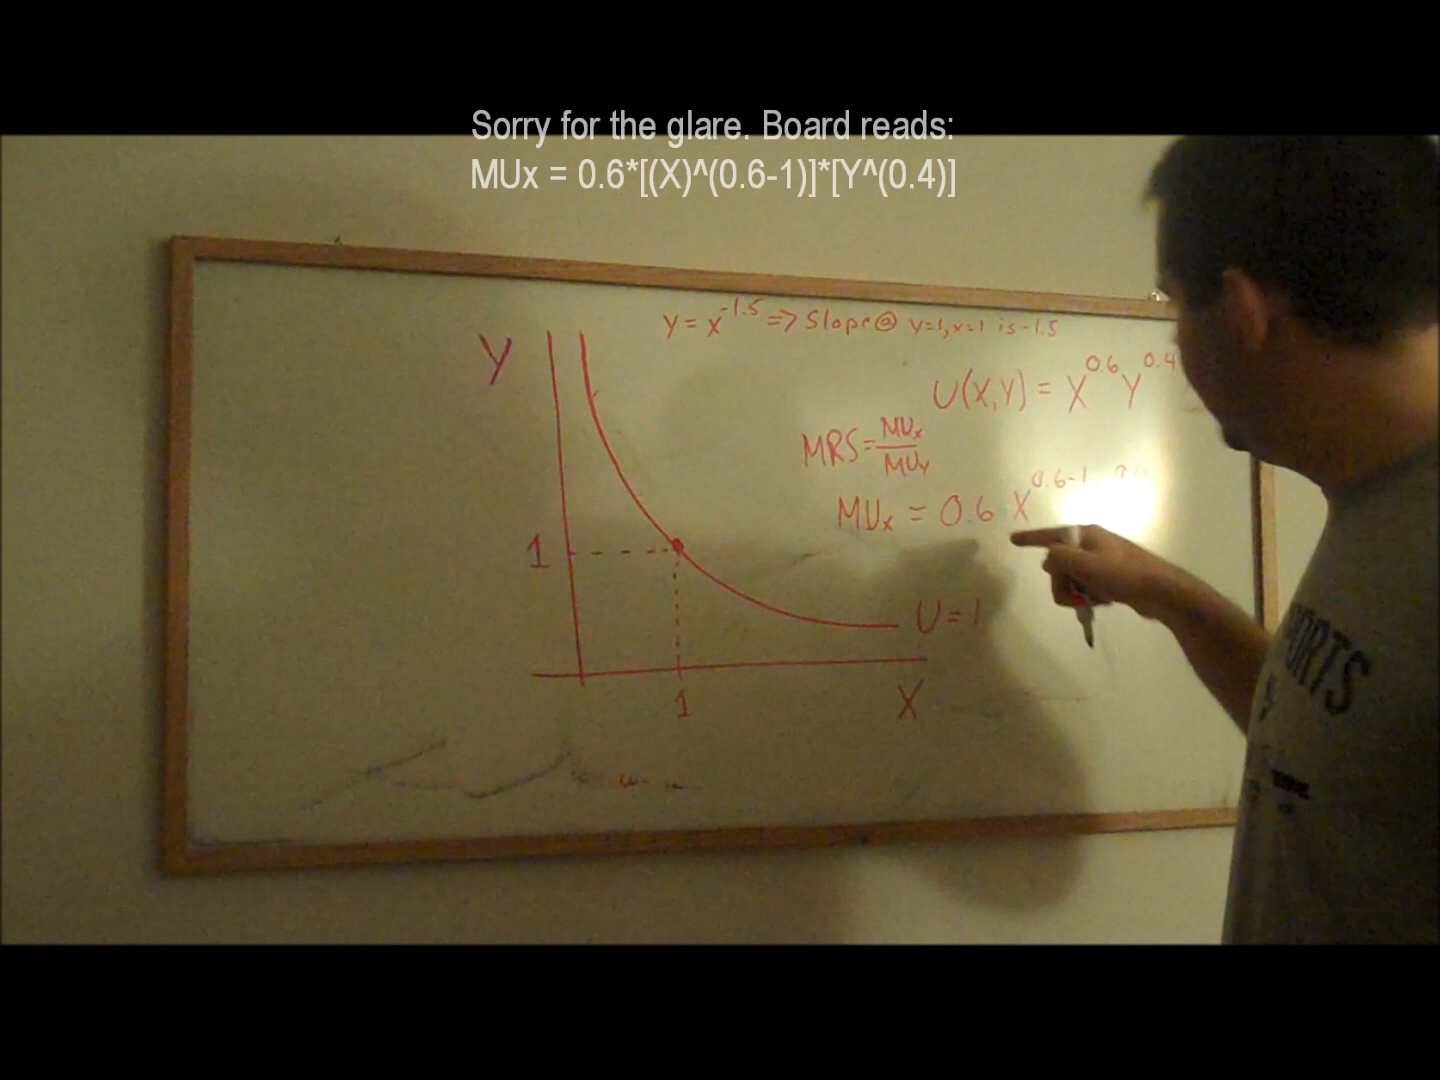 Sorry for the glare. Board reads:
MUx = 0.6*[(X)^(0.6-1)]*[Y^(0.4)]
y = x^-1.5 => Slope @ y=1, x=1 is -1.5
Y
U(X,Y) = X^0.6 Y^0.4
MRS = MUx / MUy
MUx = 0.6 X^0.6-1
1
U = 1
1
X
PORTS